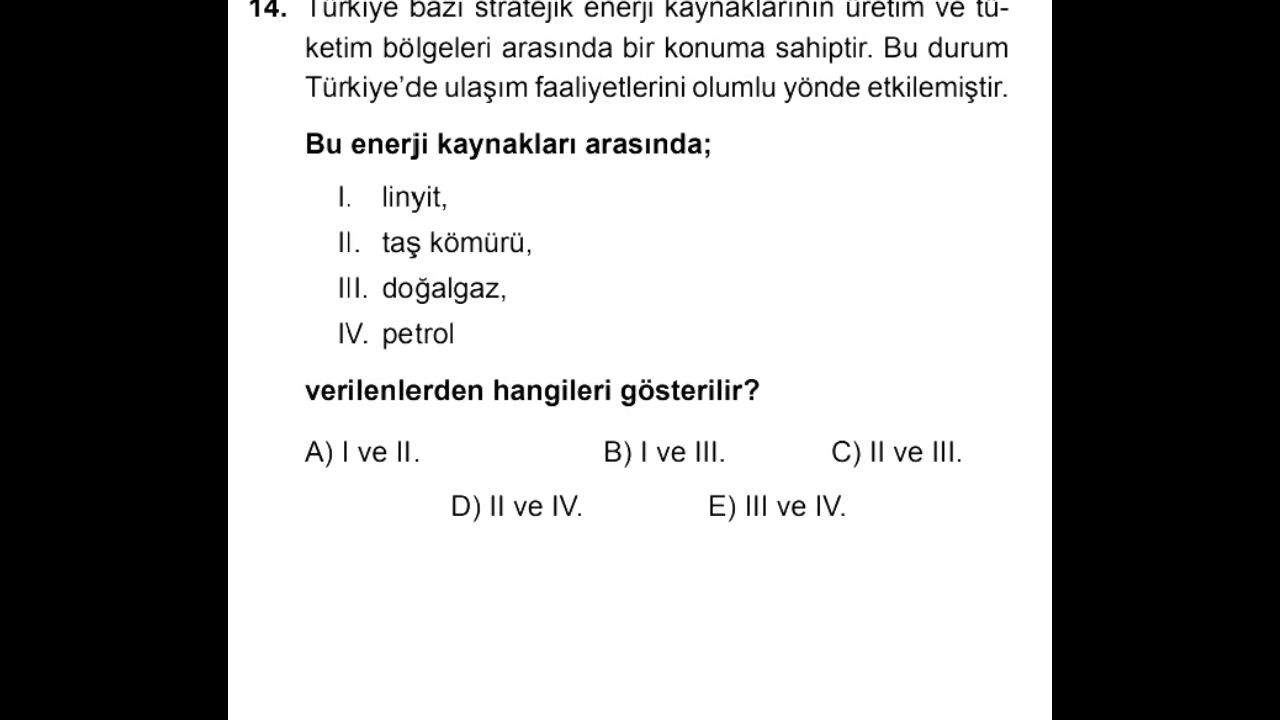 14. Türkiye bazı stratejik enerji kaynaklarının üretim ve tü-
ketim bölgeleri arasında bir konuma sahiptir. Bu durum
Türkiye'de ulaşım faaliyetlerini olumlu yönde etkilemiştir.
Bu enerji kaynakları arasında;
I. linyit,
II. taş kömürü,
III. doğalgaz,
IV. petrol
verilenlerden hangileri gösterilir?
A) I ve II. B) I ve III. C) II ve III.
D) II ve IV. E) III ve IV.